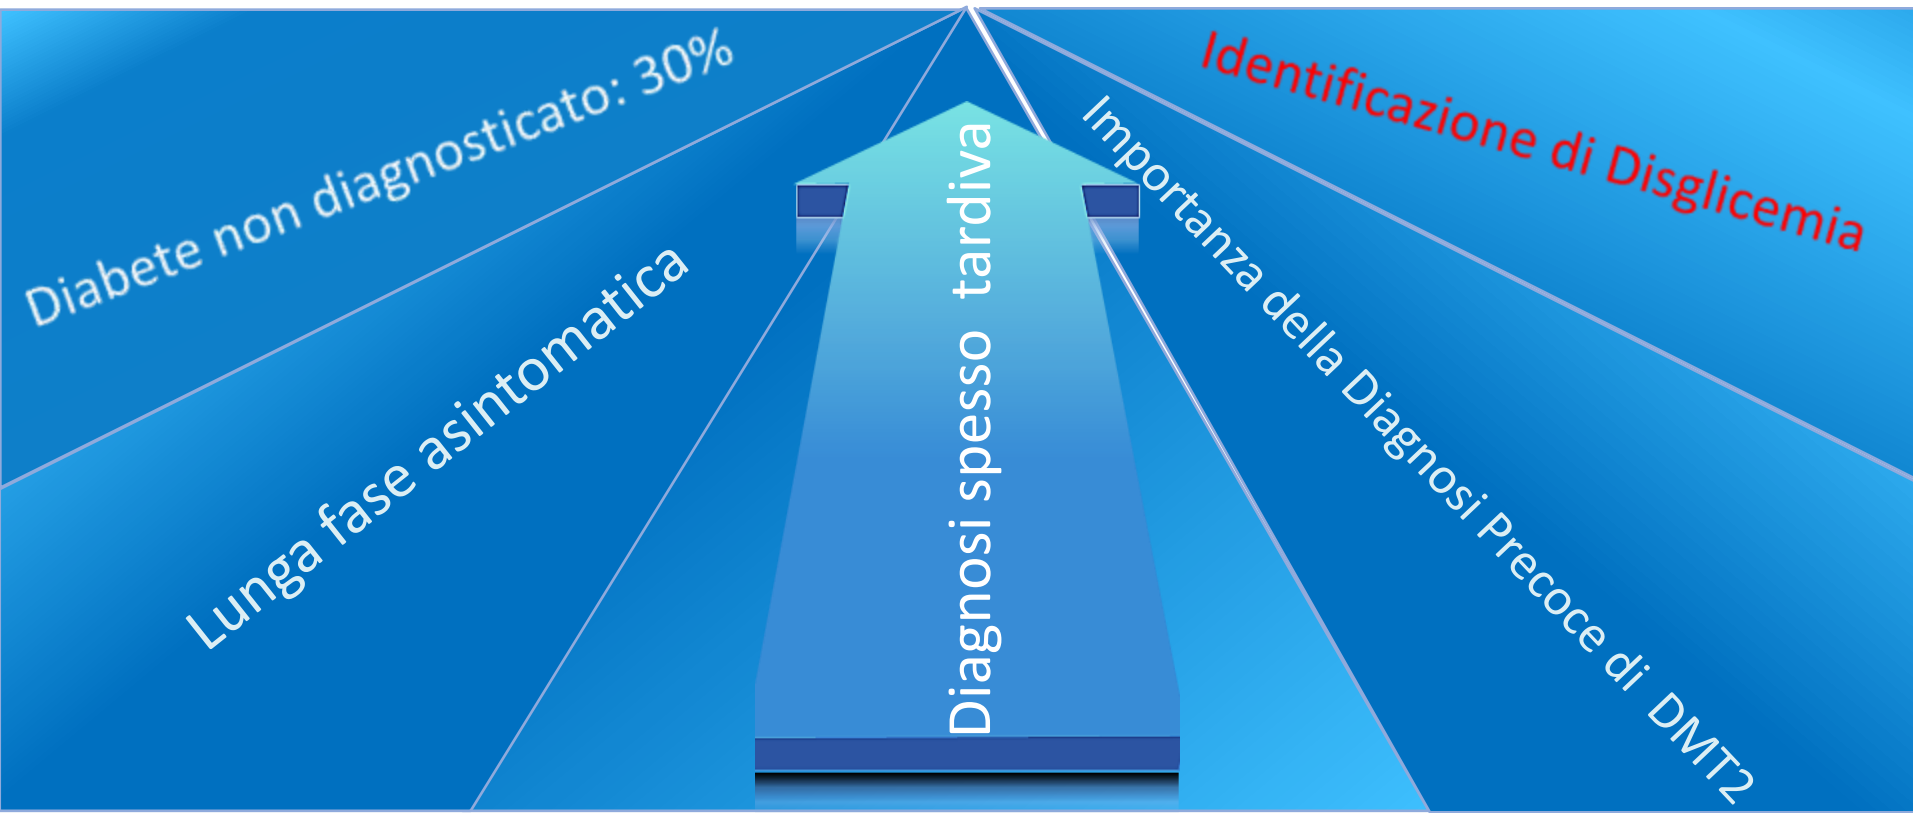 Diabete non diagnosticato: 30%
Lunga fase asintomatica
Diagnosi spesso tardiva
Importanza della Diagnosi Precoce di DMT2
Identificazione di Disglicemia